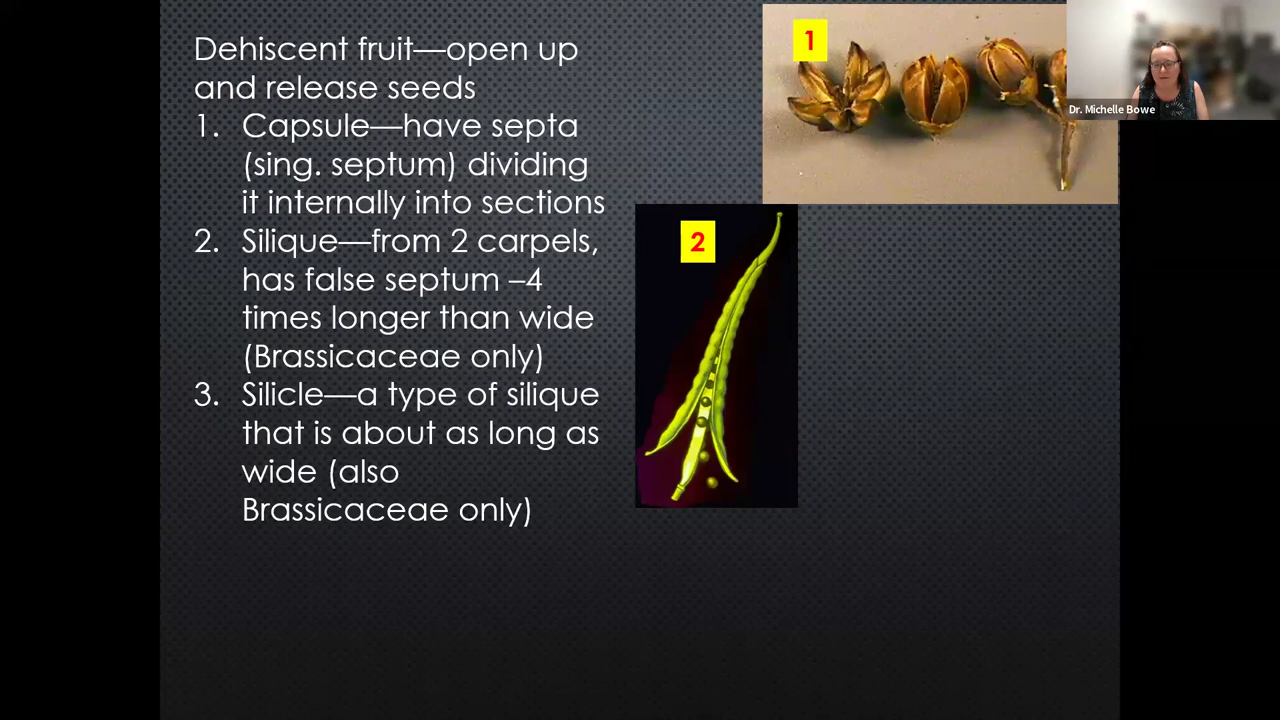 Dehiscent fruit—open up
and release seeds
1. Capsule—have septa
(sing. septum) dividing
it internally into sections
2. Silique—from 2 carpels,
has false septum –4
times longer than wide
(Brassicaceae only)
3. Silicle—a type of silique
that is about as long as
wide (also
Brassicaceae only)
1
2
Dr. Michelle Bowe